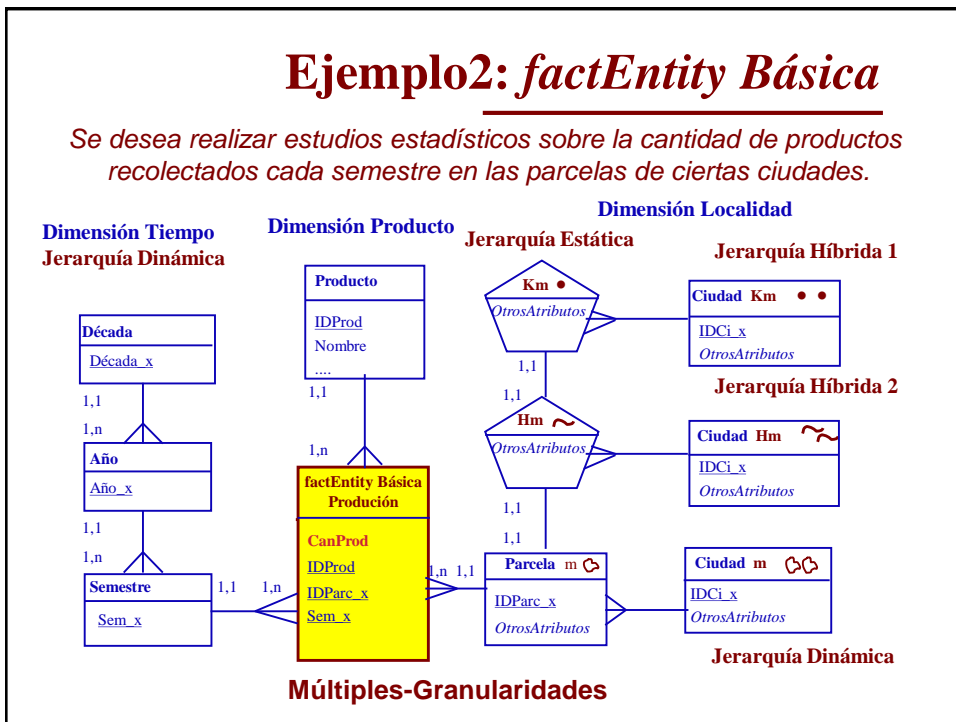 Ejemplo2: factEntity Básica
Se desea realizar estudios estadísticos sobre la cantidad de productos
recolectados cada semestre en las parcelas de ciertas ciudades.
Dimensión Tiempo
Jerarquía Dinámica
Dimensión Producto
Dimensión Localidad
Jerarquía Estática
Jerarquía Híbrida 1
Década
Década_x
1,1
1,n
Año
Año_x
1,1
1,n
Semestre
Sem_x
1,1
1,n
Producto
IDProd
Nombre
....
1,1
1,n
factEntity Básica
Produción
CanProd
IDProd
IDParc_x
Sem_x
1,n
1,1
Km
OtrosAtributos
1,1
1,1
Hm
OtrosAtributos
1,1
1,1
Parcela m
IDParc_x
OtrosAtributos
Ciudad Km
IDCi_x
OtrosAtributos
Jerarquía Híbrida 2
Ciudad Hm
IDCi_x
OtrosAtributos
Ciudad m
IDCi_x
OtrosAtributos
Jerarquía Dinámica
Múltiples-Granularidades